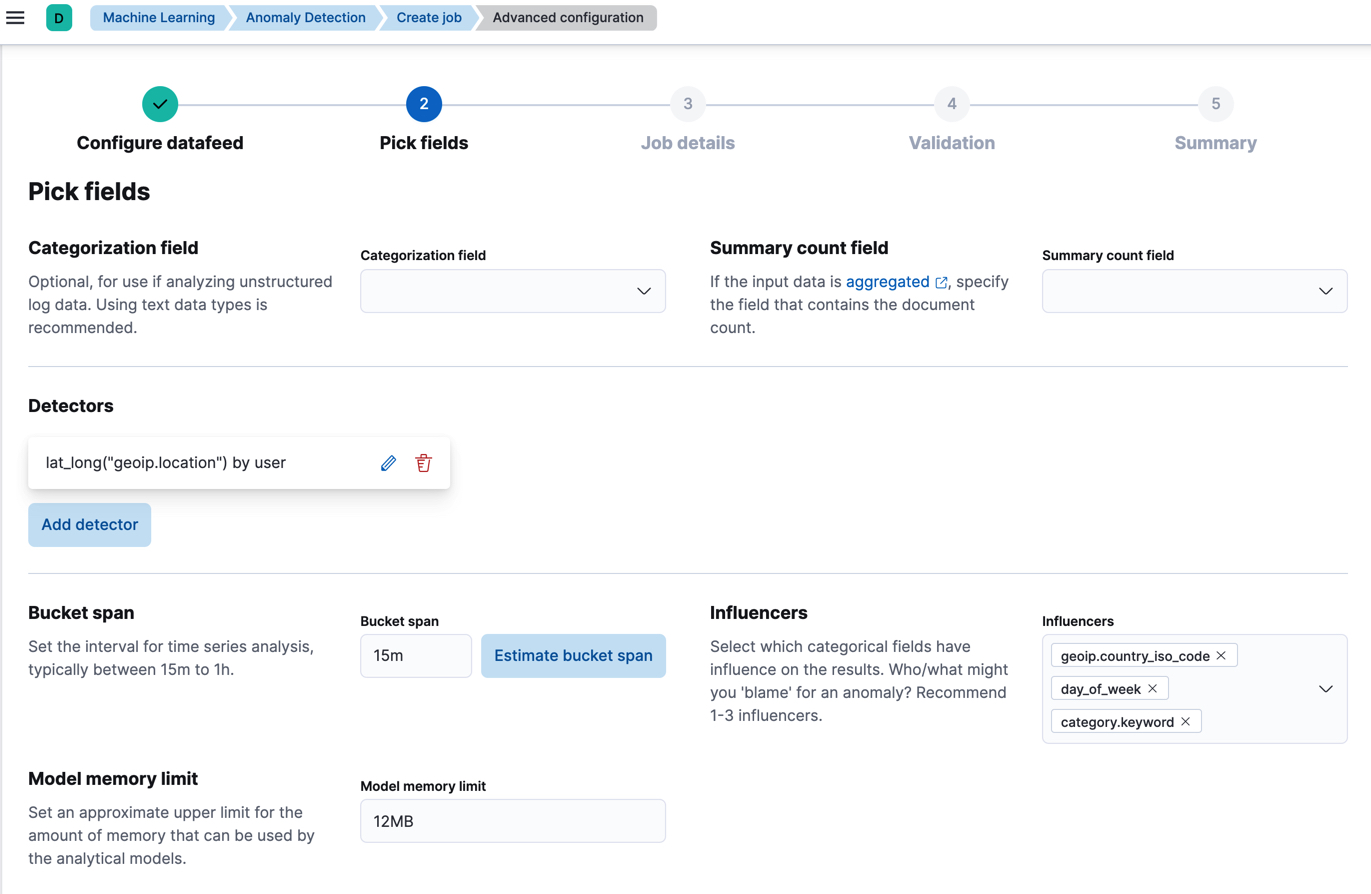 D
Machine Learning
Anomaly Detection
Create job
Advanced configuration
2
3
4
5
Configure datafeed
Pick fields
Job details
Validation
Summary
Pick fields
Categorization field
Optional, for use if analyzing unstructured
log data. Using text data types is
recommended.
Categorization field
Summary count field
If the input data is aggregated , specify
the field that contains the document
count.
Summary count field
Detectors
lat_long("geoip.location") by user
Add detector
Bucket span
Set the interval for time series analysis,
typically between 15m to 1h.
Bucket span
15m
Estimate bucket span
Influencers
Select which categorical fields have
influence on the results. Who/what might
you 'blame' for an anomaly? Recommend
1-3 influencers.
Influencers
geoip.country_iso_code
day_of_week
category.keyword
Model memory limit
Set an approximate upper limit for the
amount of memory that can be used by
the analytical models.
Model memory limit
12MB